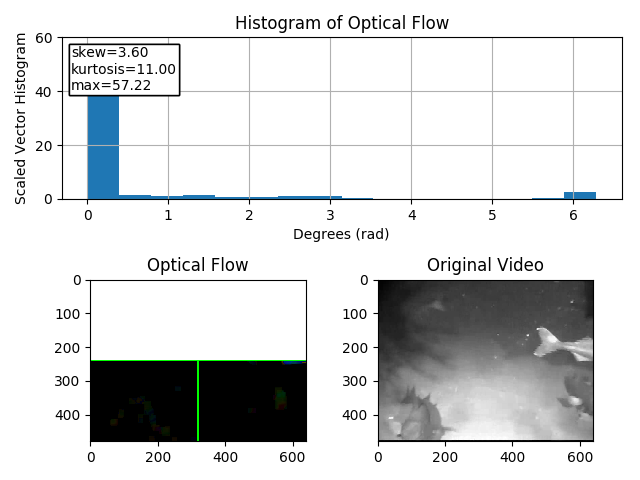 Histogram of Optical Flow
60
skew=3.60
kurtosis=11.00
max=57.22
40
20
0
Scaled Vector Histogram
0 1 2 3 4 5 6
Degrees (rad)
Optical Flow
0
100
200
300
400
0 200 400 600
Original Video
0
100
200
300
400
0 200 400 600